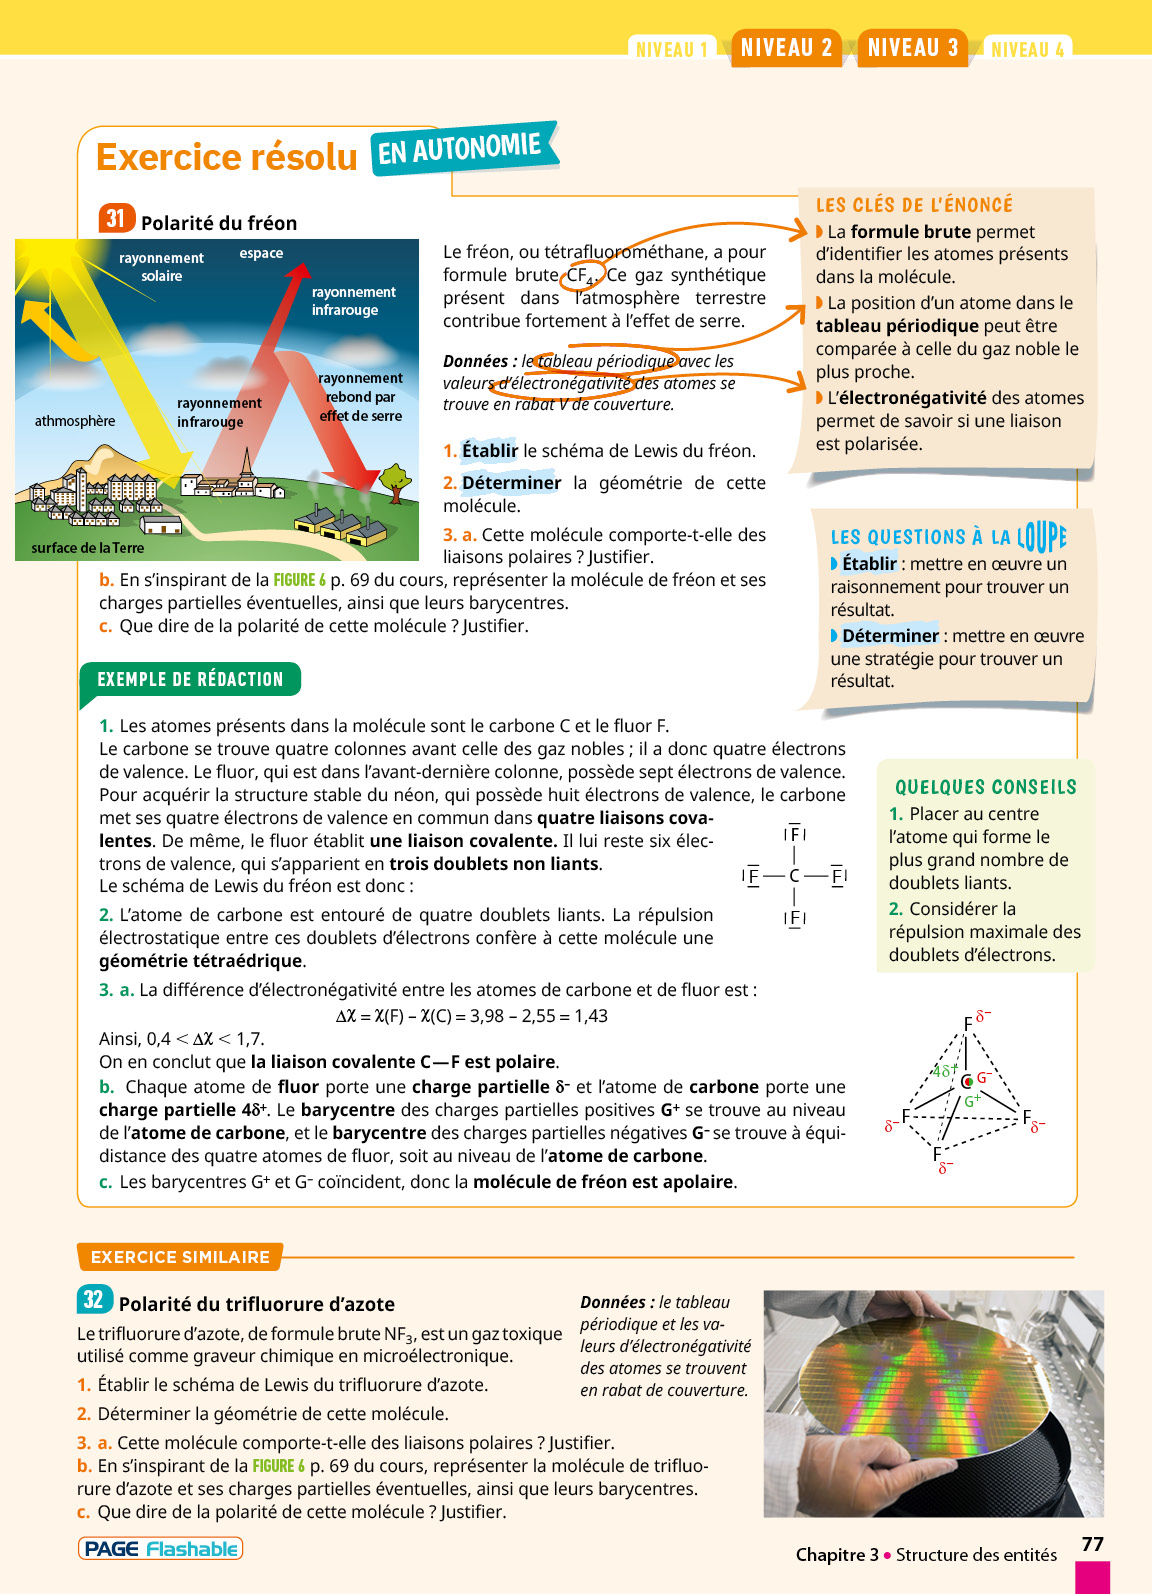 NIVEAU 1
NIVEAU 2
NIVEAU 3
NIVEAU 4
Exercice résolu
EN AUTONOMIE
31 Polarité du fréon
rayonnement
solaire
espace
rayonnement
infrarouge
rayonnement
rebond par
effet de serre
rayonnement
infrarouge
athmosphère
surface de la Terre
Le fréon, ou tétrafluorométhane, a pour
formule brute CF₄. Ce gaz synthétique
présent dans l'atmosphère terrestre
contribue fortement à l'effet de serre.
Données : le tableau périodique avec les
valeurs d'électronégativité des atomes se
trouve en rabat V de couverture.
1. Établir le schéma de Lewis du fréon.
2. Déterminer la géométrie de cette
molécule.
3. a. Cette molécule comporte-t-elle des
liaisons polaires ? Justifier.
b. En s'inspirant de la FIGURE 6 p. 69 du cours, représenter la molécule de fréon et ses
charges partielles éventuelles, ainsi que leurs barycentres.
c. Que dire de la polarité de cette molécule ? Justifier.
LES CLÉS DE L'ÉNONCÉ
La formule brute permet
d'identifier les atomes présents
dans la molécule.
La position d'un atome dans le
tableau périodique peut être
comparée à celle du gaz noble le
plus proche.
L'électronégativité des atomes
permet de savoir si une liaison
est polarisée.
LES QUESTIONS À LA LOUPE
Établir : mettre en œuvre un
raisonnement pour trouver un
résultat.
Déterminer : mettre en œuvre
une stratégie pour trouver un
résultat.
EXEMPLE DE RÉDACTION
1. Les atomes présents dans la molécule sont le carbone C et le fluor F.
Le carbone se trouve quatre colonnes avant celle des gaz nobles ; il a donc quatre électrons
de valence. Le fluor, qui est dans l'avant-dernière colonne, possède sept électrons de valence.
Pour acquérir la structure stable du néon, qui possède huit électrons de valence, le carbone
met ses quatre électrons de valence en commun dans quatre liaisons cova-
lentes. De même, le fluor établit une liaison covalente. Il lui reste six élec-
trons de valence, qui s'apparient en trois doublets non liants.
Le schéma de Lewis du fréon est donc :
F
F C F
F
2. L'atome de carbone est entouré de quatre doublets liants. La répulsion
électrostatique entre ces doublets d'électrons confère à cette molécule une
géométrie tétraédrique.
3. a. La différence d'électronégativité entre les atomes de carbone et de fluor est :
Δχ = χ(F) – χ(C) = 3,98 – 2,55 = 1,43
Ainsi, 0,4 < Δχ < 1,7.
On en conclut que la liaison covalente C—F est polaire.
b. Chaque atome de fluor porte une charge partielle δ⁻ et l'atome de carbone porte une
charge partielle 4δ⁺. Le barycentre des charges partielles positives G⁺ se trouve au niveau
de l'atome de carbone, et le barycentre des charges partielles négatives G⁻ se trouve à équi-
distance des quatre atomes de fluor, soit au niveau de l'atome de carbone.
c. Les barycentres G⁺ et G⁻ coïncident, donc la molécule de fréon est apolaire.
QUELQUES CONSEILS
1. Placer au centre
l'atome qui forme le
plus grand nombre de
doublets liants.
2. Considérer la
répulsion maximale des
doublets d'électrons.
F δ⁻
4δ⁺
C G⁻
G⁺
δ⁻ F
F δ⁻
F
δ⁻
EXERCICE SIMILAIRE
32 Polarité du trifluorure d'azote
Le trifluorure d'azote, de formule brute NF₃, est un gaz toxique
utilisé comme graveur chimique en microélectronique.
1. Établir le schéma de Lewis du trifluorure d'azote.
2. Déterminer la géométrie de cette molécule.
3. a. Cette molécule comporte-t-elle des liaisons polaires ? Justifier.
b. En s'inspirant de la FIGURE 6 p. 69 du cours, représenter la molécule de trifluo-
rure d'azote et ses charges partielles éventuelles, ainsi que leurs barycentres.
c. Que dire de la polarité de cette molécule ? Justifier.
Données : le tableau
périodique et les va-
leurs d'électronégativité
des atomes se trouvent
en rabat de couverture.
PAGE Flashable
Chapitre 3 • Structure des entités
77